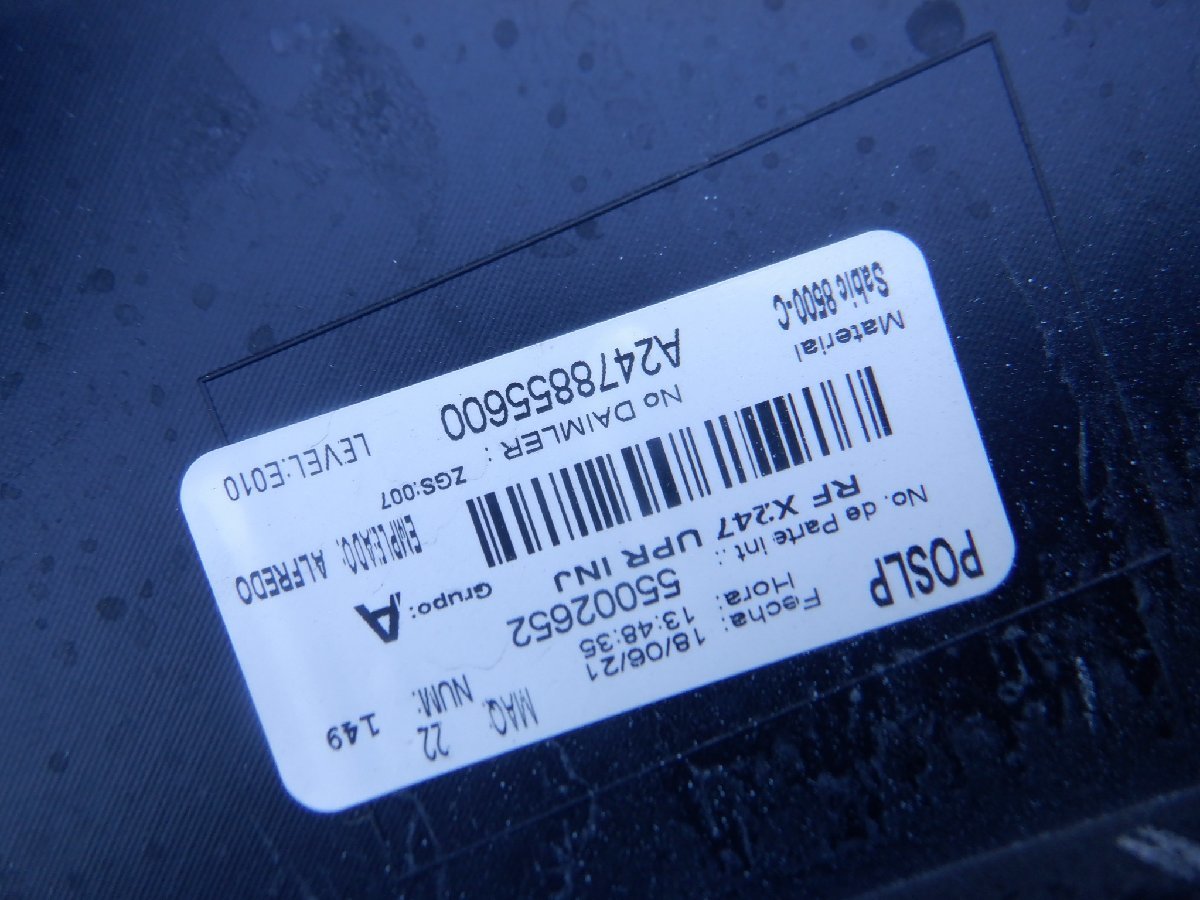 POSLP Fecha: 18/06/21 MAQ. 22
Hora: 13:48:35 NUM: 149
No. de Parte int.: 55002652 Grupo: A
RF X247 UPR INJ
EMPLEADO: ALFREDO
No DAIMLER : ZGS:007
Material A2478855600 LEVEL:E010
Sabic 8500-C